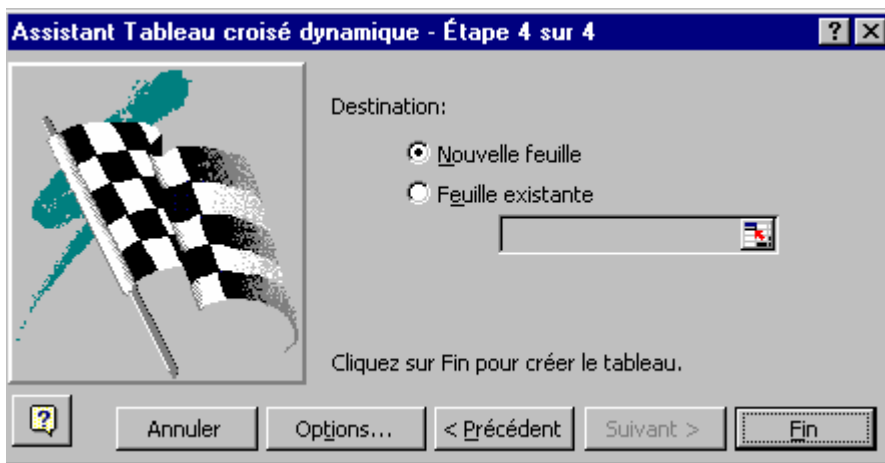 Assistant Tableau croisé dynamique - Étape 4 sur 4
Destination:
Nouvelle feuille
Feuille existante
Cliquez sur Fin pour créer le tableau.
Annuler Options... < Précédent Suivant > Fin